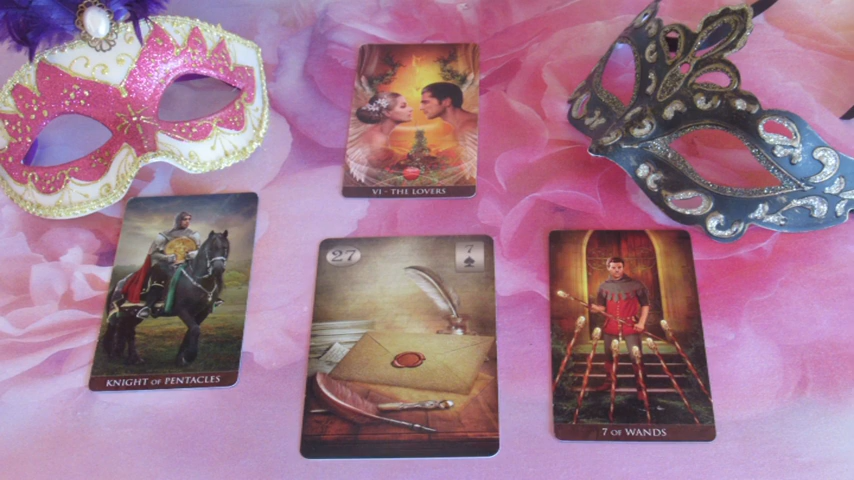 VI - THE LOVERS
KNIGHT OF PENTACLES
27
7
7 OF WANDS